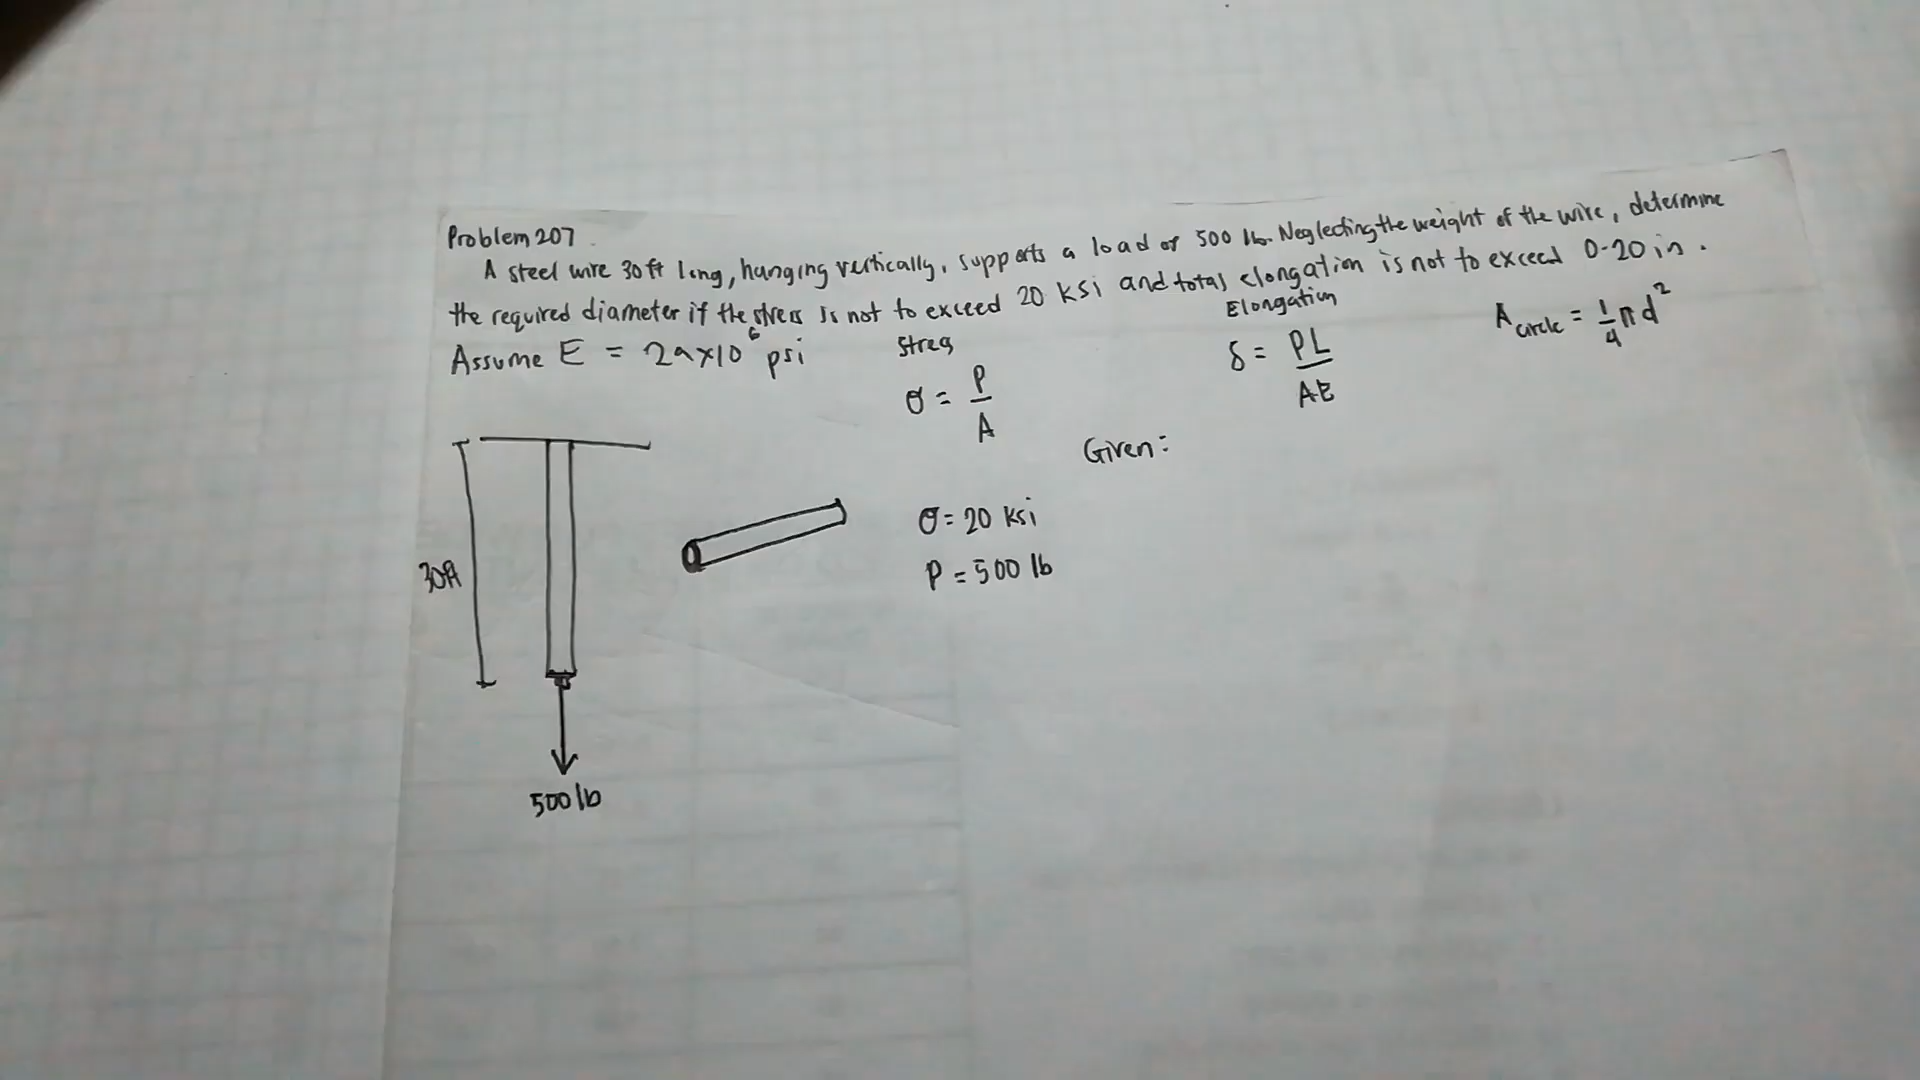 Problem 207
A steel wire 30 ft long, hanging vertically, supports a load of 500 lb. Neglecting the weight of the wire, determine
the required diameter if the stress is not to exceed 20 ksi and total elongation is not to exceed 0.20 in.
Assume E = 29x10⁶ psi
Stress
Elongation
A circle = 1/4 πd²
σ = P/A
δ = PL/AE
Given:
σ = 20 ksi
P = 500 lb
30ft
500 lb